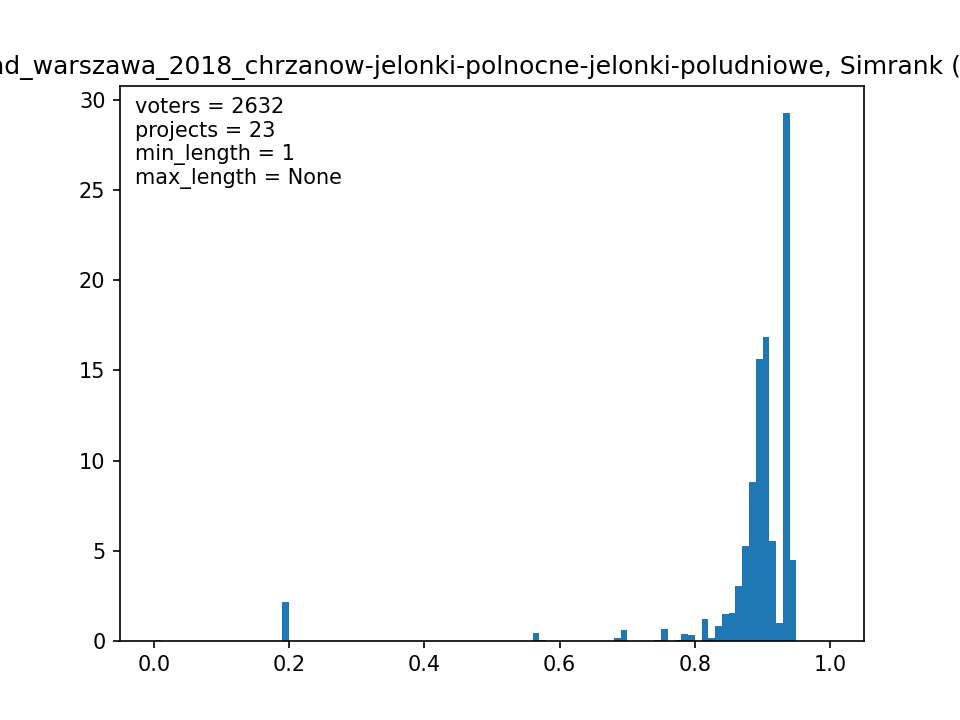 nd_warszawa_2018_chrzanow-jelonki-polnocne-jelonki-poludniowe, Simrank (
voters = 2632
projects = 23
min_length = 1
max_length = None
30
25
20
15
10
5
0
0.0 0.2 0.4 0.6 0.8 1.0